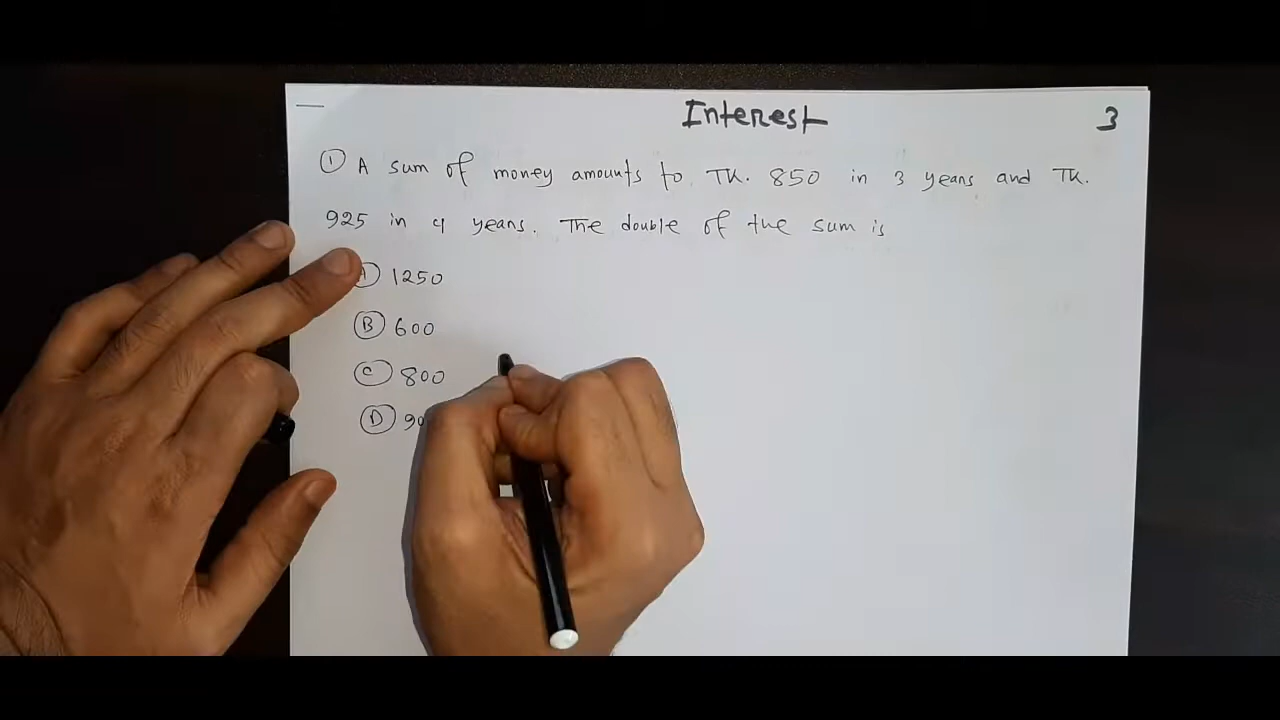 Interest
3
① A sum of money amounts to TK. 850 in 3 years and TK.
925 in 4 years. The double of the sum is
1250
Ⓑ 600
Ⓒ 800
Ⓓ